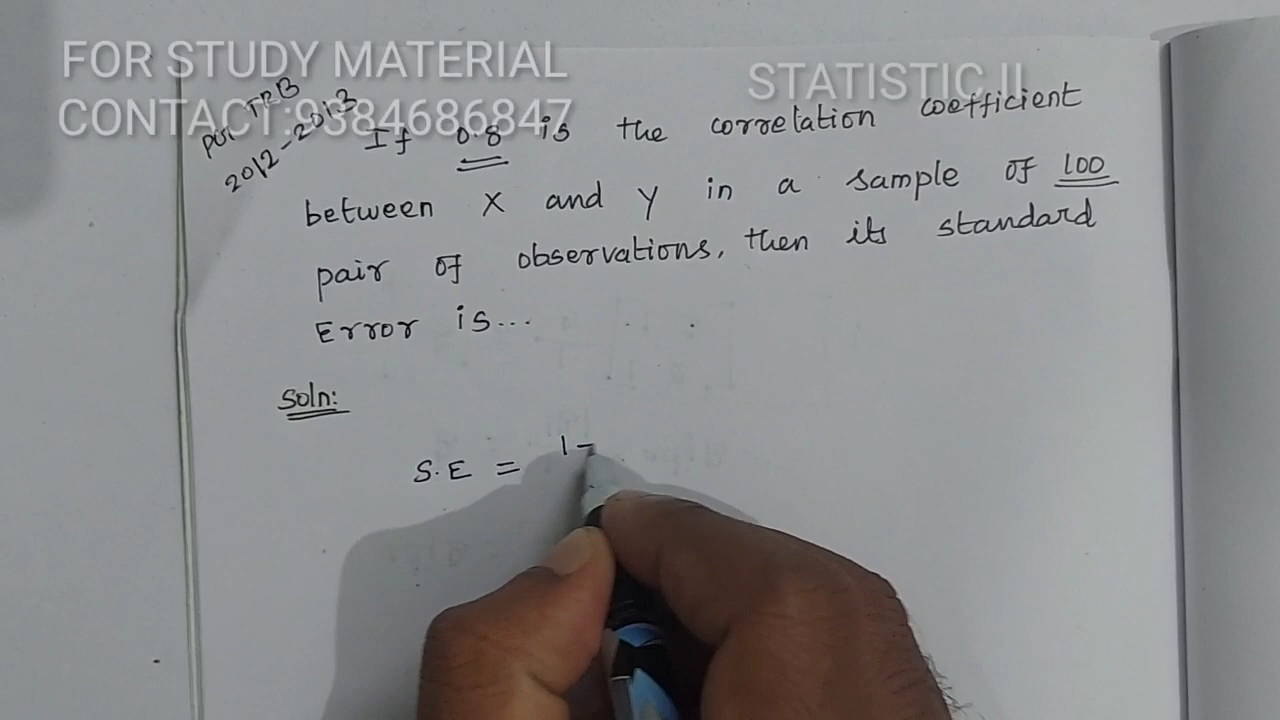 FOR STUDY MATERIAL
CONTACT:9384686847
STATISTIC II
PGT TRB
2012-2013
If 0.8 is the correlation coefficient
between X and Y in a sample of 100
pair of observations, then its standard
Error is...
Soln:
S.E = 1-